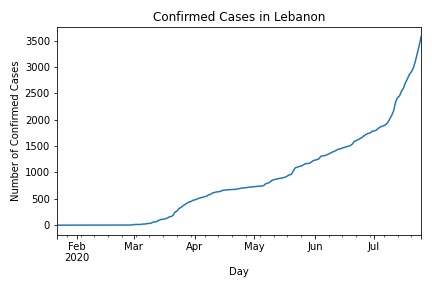 Confirmed Cases in Lebanon
Number of Confirmed Cases
3500
3000
2500
2000
1500
1000
500
0
Feb Mar Apr May Jun Jul
2020
Day